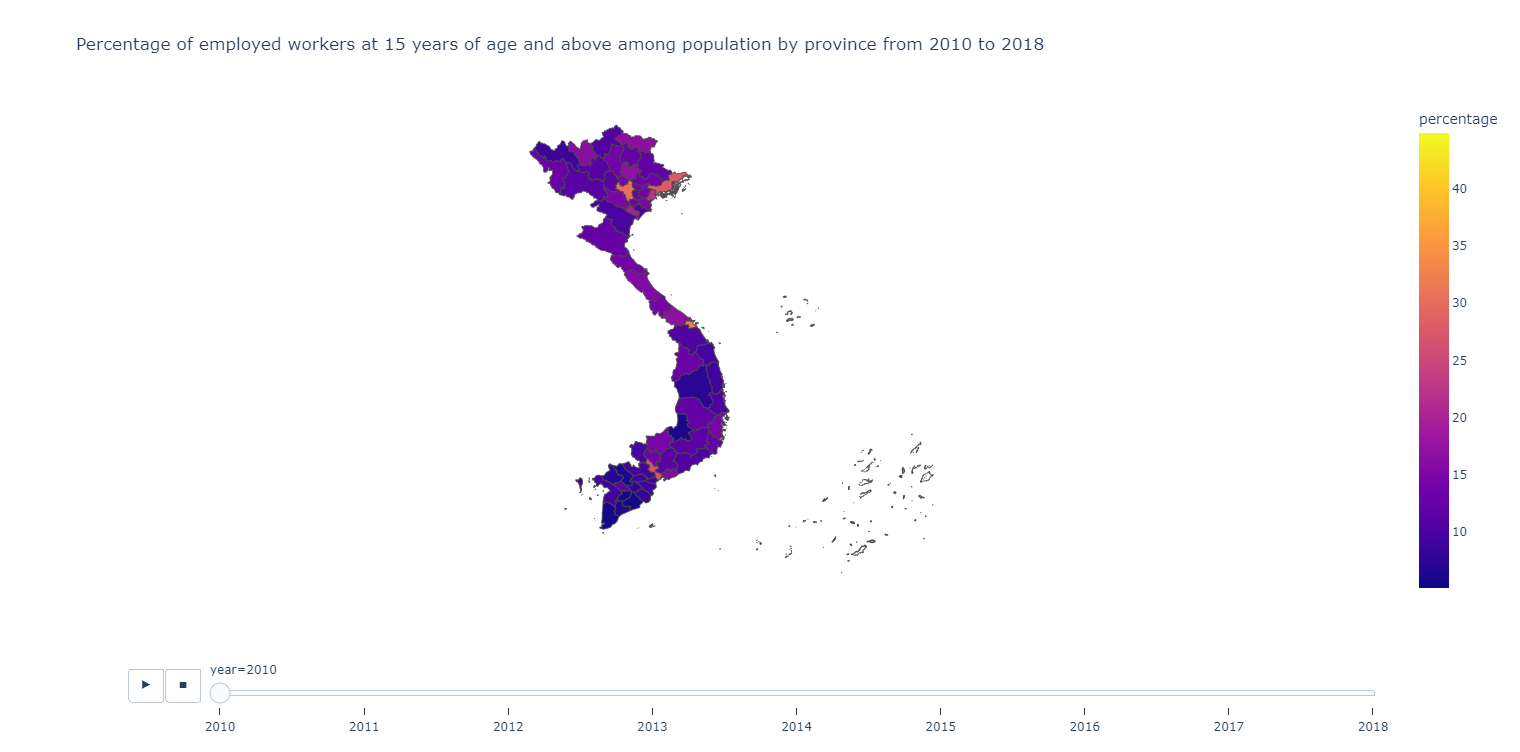 Percentage of employed workers at 15 years of age and above among population by province from 2010 to 2018
percentage
40
35
30
25
20
15
10
year=2010
2010 2011 2012 2013 2014 2015 2016 2017 2018